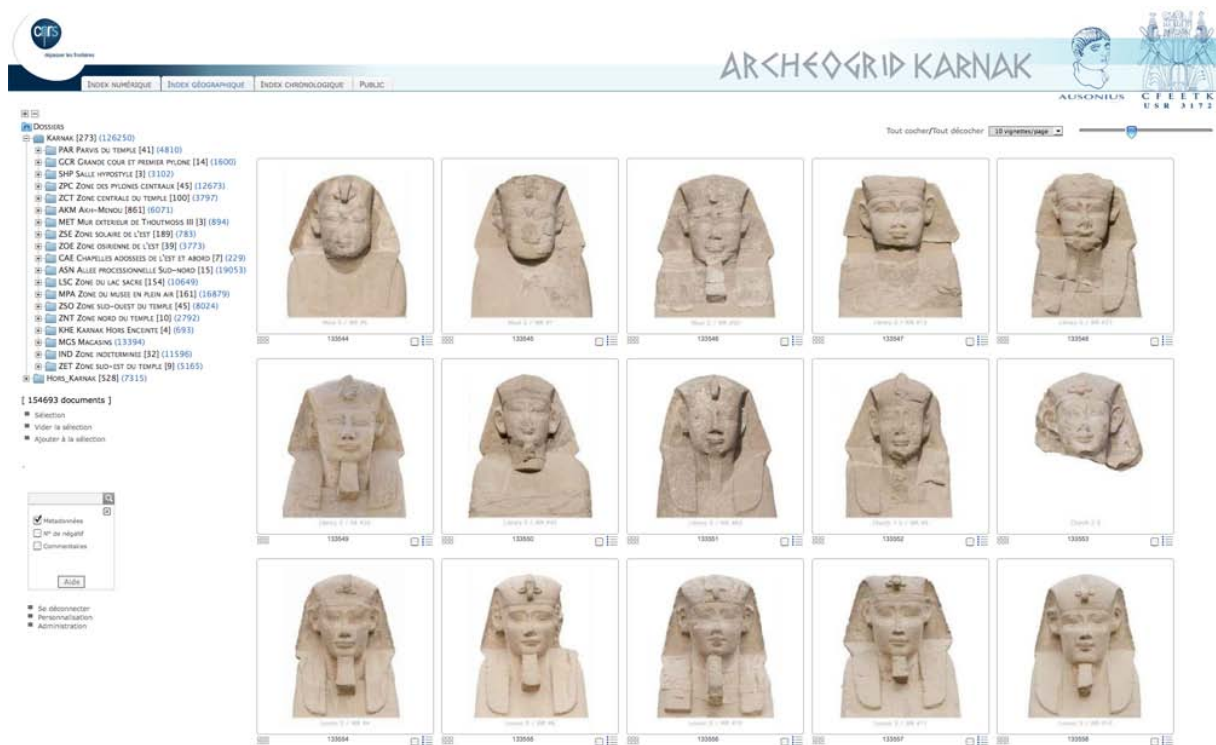 cnrs
dépasser les frontières
ARCHEOGRID KARNAK
AUSONIUS
CFEETK
USR 3172
INDEX NUMÉRIQUE
INDEX GÉOGRAPHIQUE
INDEX CHRONOLOGIQUE
PUBLIC
DOSSIERS
KARNAK [273] (126250)
PAR PARVIS DU TEMPLE [41] (4810)
GCR GRANDE COUR ET PREMIER PYLONE [14] (1600)
SHP SALLE HYPOSTYLE [3] (3102)
ZPC ZONE DES PYLONES CENTRAUX [45] (12673)
ZCT ZONE CENTRALE DU TEMPLE [100] (3797)
AKM AKH-MENOU [861] (6071)
MET MUR EXTERIEUR DE THOUTMOSIS III [3] (894)
ZSE ZONE SOLAIRE DE L'EST [189] (783)
ZOE ZONE OSIRIENNE DE L'EST [39] (3773)
CAE CHAPELLES ADOSSEES DE L'EST ET ABORD [7] (229)
ASN ALLEE PROCESSIONNELLE SUD-NORD [15] (19053)
LSC ZONE DU LAC SACRE [154] (10649)
MPA ZONE DU MUSEE EN PLEIN AIR [161] (16879)
ZSO ZONE SUD-OUEST DU TEMPLE [45] (8024)
ZNT ZONE NORD DU TEMPLE [10] (2792)
KHE KARNAK HORS ENCEINTE [4] (693)
MGS MAGASINS (13394)
IND ZONE INDETERMINEE [32] (11596)
ZET ZONE SUD-EST DU TEMPLE [9] (5165)
HORS_KARNAK [528] (7315)
[ 154693 documents ]
Sélection
Vider la sélection
Ajouter à la sélection
Métadonnées
N° de négatif
Commentaires
Aide
Se déconnecter
Personnalisation
Administration
Tout cocher/Tout décocher 10 vignettes/page
133544
133545
133546
133547
133548
133549
133550
133551
133552
133553
133554
133555
133556
133557
133558